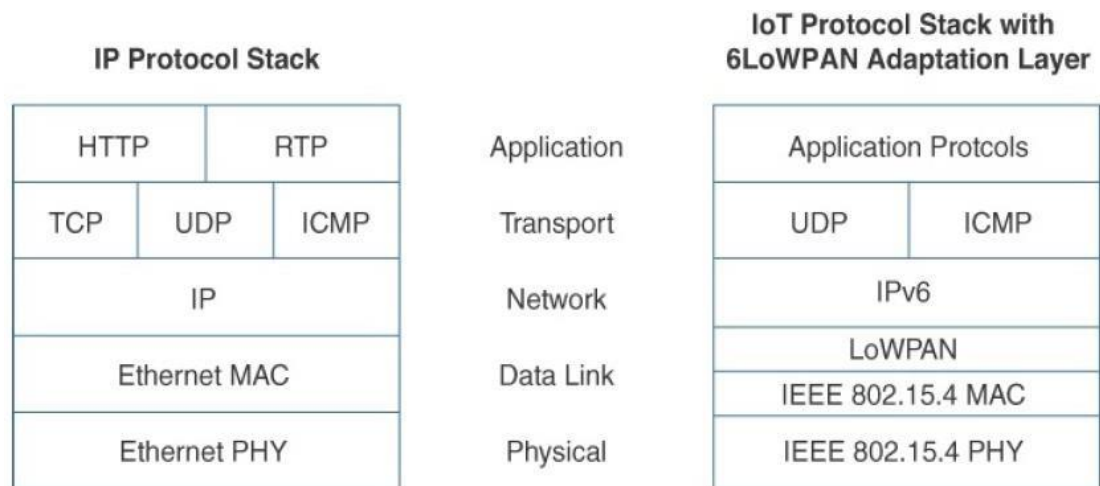 IP Protocol Stack
IoT Protocol Stack with
6LoWPAN Adaptation Layer
HTTP RTP Application Application Protcols
TCP UDP ICMP Transport UDP ICMP
IP Network IPv6
Ethernet MAC Data Link LoWPAN
IEEE 802.15.4 MAC
Ethernet PHY Physical IEEE 802.15.4 PHY